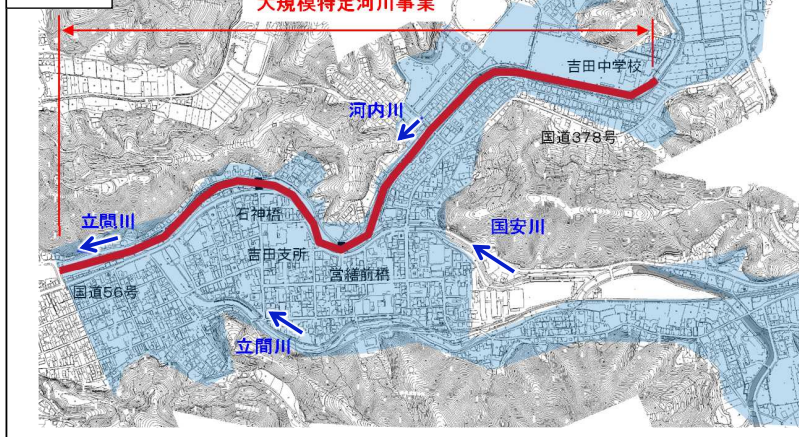 大規模特定河川事業
吉田中学校
河内川
国道378号
石神橋
立間川
国安川
吉田支所
営繕前橋
国道56号
立間川